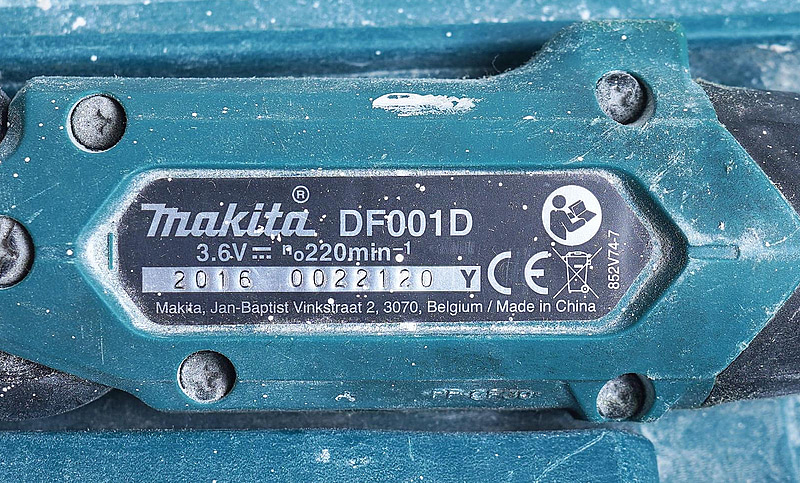 Makita® DF001D
3.6V⎓ n₀220min⁻¹
2016 0022120 Y
CE
852V74-7
Makita, Jan-Baptist Vinkstraat 2, 3070, Belgium / Made in China